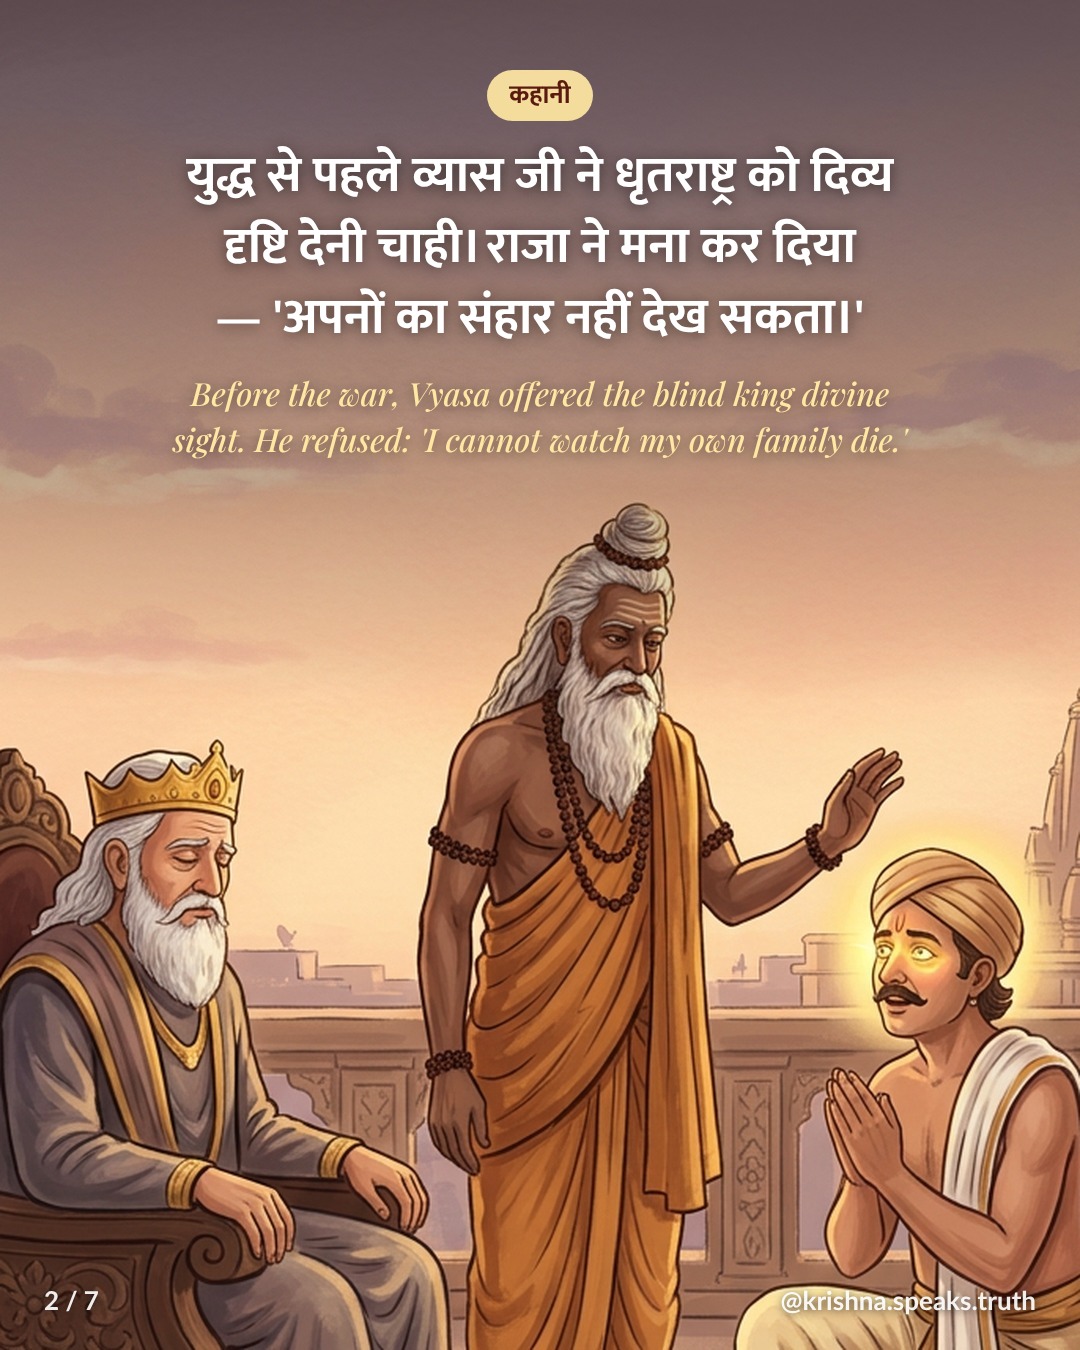 कहानी
युद्ध से पहले व्यास जी ने धृतराष्ट्र को दिव्य
दृष्टि देनी चाही। राजा ने मना कर दिया
— 'अपनों का संहार नहीं देख सकता।'
Before the war, Vyasa offered the blind king divine
sight. He refused: 'I cannot watch my own family die.'
2 / 7
@krishna.speaks.truth